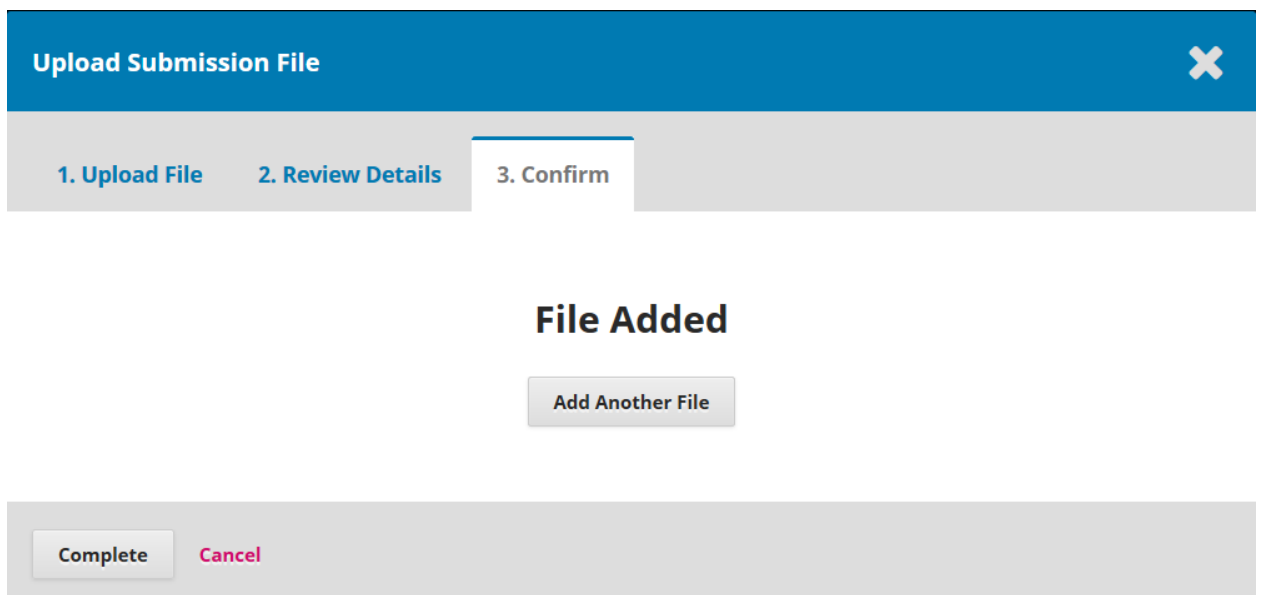 Upload Submission File
1. Upload File 2. Review Details 3. Confirm
File Added
Add Another File
Complete Cancel